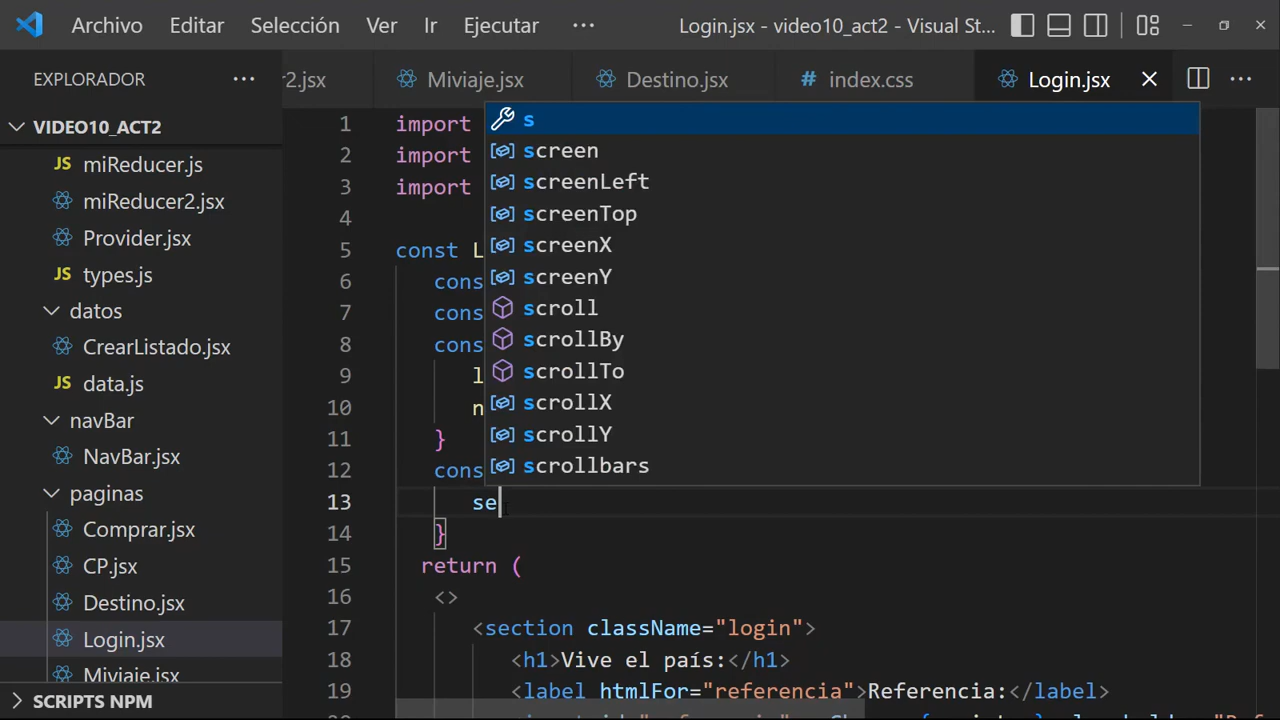 Archivo Editar Selección Ver Ir Ejecutar ··· Login.jsx - video10_act2 - Visual St...
EXPLORADOR ···
r2.jsx Miviaje.jsx Destino.jsx # index.css Login.jsx ···
VIDEO10_ACT2
JS miReducer.js
miReducer2.jsx
Provider.jsx
JS types.js
datos
CrearListado.jsx
JS data.js
navBar
NavBar.jsx
paginas
Comprar.jsx
CP.jsx
Destino.jsx
Login.jsx
Miviaje.jsx
SCRIPTS NPM
1 import
2 import
3 import
4
5 const L
6 cons
7 cons
8 cons
9 l
10 n
11 }
12 cons
13 se
14 }
15 return (
16 <>
17 <section className="login">
18 <h1>Vive el país:</h1>
19 <label htmlFor="referencia">Referencia:</label>
s
screen
screenLeft
screenTop
screenX
screenY
scroll
scrollBy
scrollTo
scrollX
scrollY
scrollbars